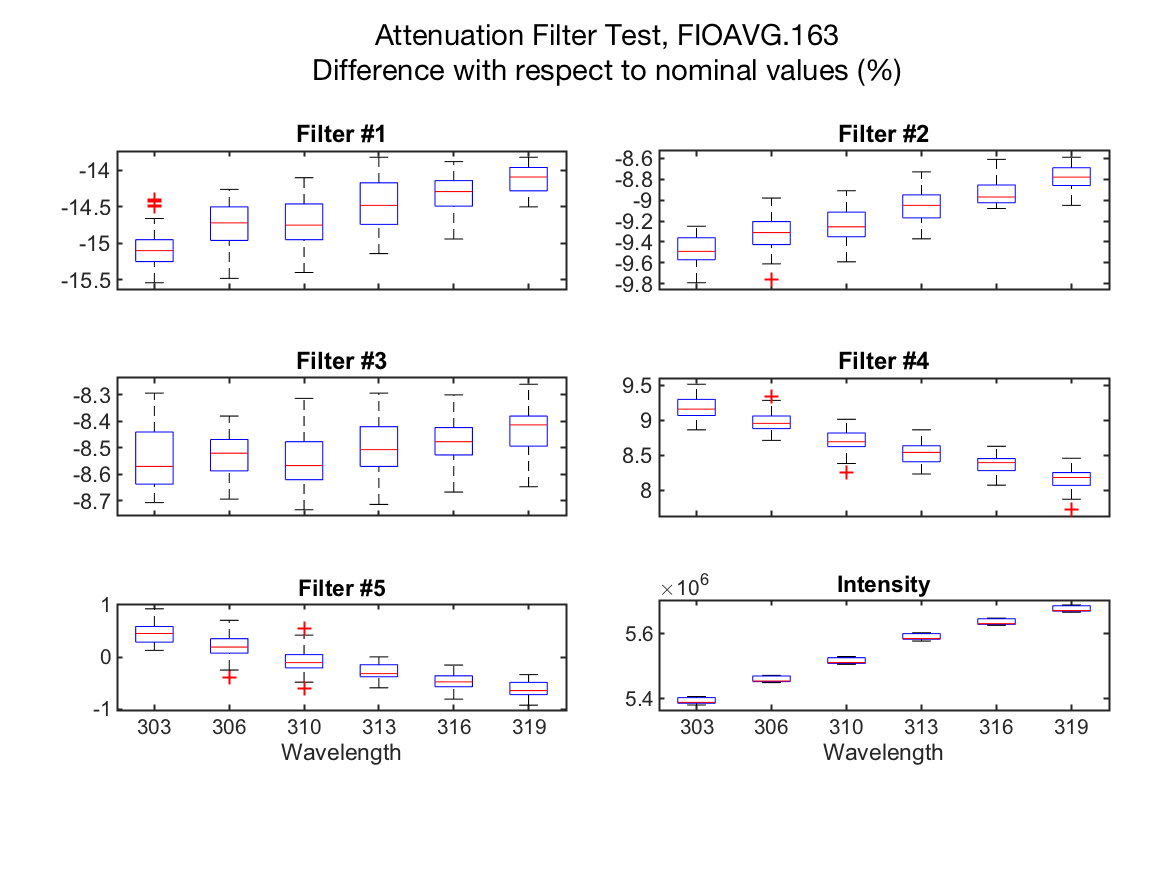 Attenuation Filter Test, FIOAVG.163
Difference with respect to nominal values (%)
Filter #1
-14
-14.5
-15
-15.5
Filter #2
-8.6
-8.8
-9
-9.2
-9.4
-9.6
-9.8
Filter #3
-8.3
-8.4
-8.5
-8.6
-8.7
Filter #4
9.5
9
8.5
8
Filter #5
1
0
-1
303 306 310 313 316 319
Wavelength
Intensity
×10⁶
5.6
5.4
303 306 310 313 316 319
Wavelength